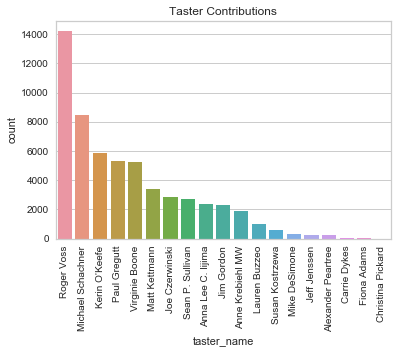 Taster Contributions
14000
12000
10000
8000
6000
4000
2000
0
count
Roger Voss
Michael Schachner
Kerin O'Keefe
Paul Gregutt
Virginie Boone
Matt Kettmann
Joe Czerwinski
Sean P. Sullivan
Anna Lee C. Iijima
Jim Gordon
Anne Krebiehl MW
Lauren Buzzeo
Susan Kostrzewa
Mike DeSimone
Jeff Jenssen
Alexander Peartree
Carrie Dykes
Fiona Adams
Christina Pickard
taster_name